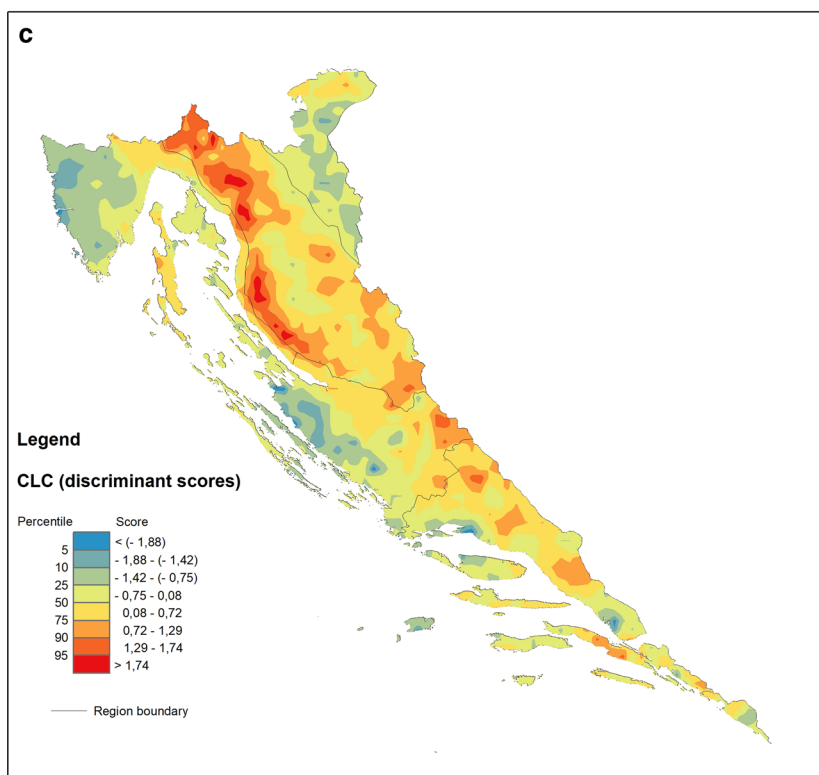 c
Legend
CLC (discriminant scores)
Percentile Score
< (- 1,88)
5
- 1,88 - (- 1,42)
10
- 1,42 - (- 0,75)
25
- 0,75 - 0,08
50
0,08 - 0,72
75
0,72 - 1,29
90
1,29 - 1,74
95
> 1,74
Region boundary